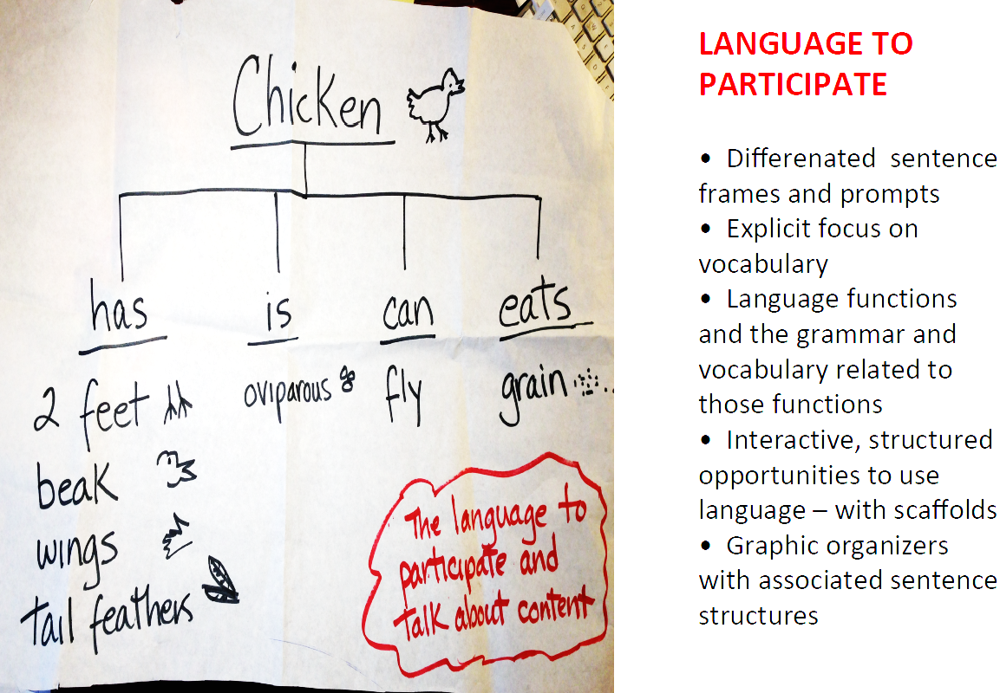 Chicken
has
is
can
eats
2 feet
beak
wings
tail feathers
oviparous
fly
grain
The language to
participate and
talk about content
LANGUAGE TO
PARTICIPATE
• Differenated sentence
frames and prompts
• Explicit focus on
vocabulary
• Language functions
and the grammar and
vocabulary related to
those functions
• Interactive, structured
opportunities to use
language – with scaffolds
• Graphic organizers
with associated sentence
structures